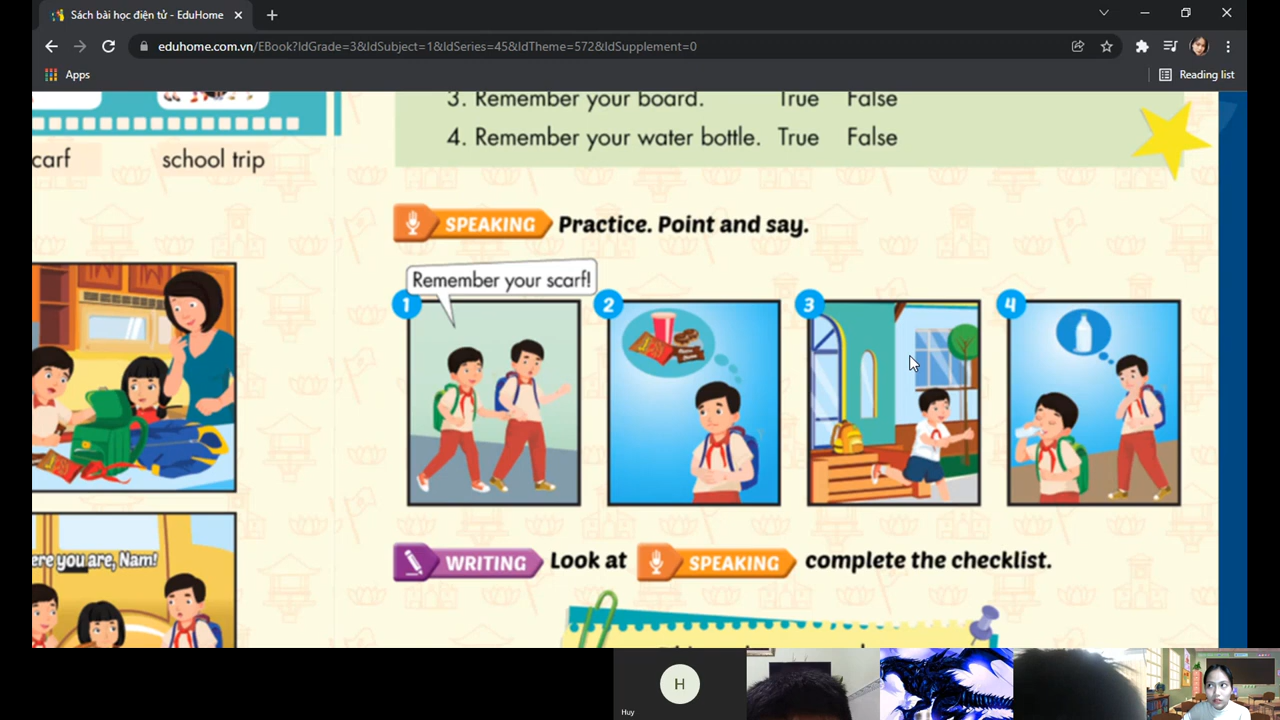 Sách bài học điện tử - EduHome
eduhome.com.vn/EBook?IdGrade=3&IdSubject=1&IdSeries=45&IdTheme=572&IdSupplement=0
Apps
Reading list
3. Remember your board. True False
4. Remember your water bottle. True False
carf
school trip
SPEAKING Practice. Point and say.
Remember your scarf!
1
2
3
4
ere you are, Nam!
WRITING Look at SPEAKING complete the checklist.
H
Huy